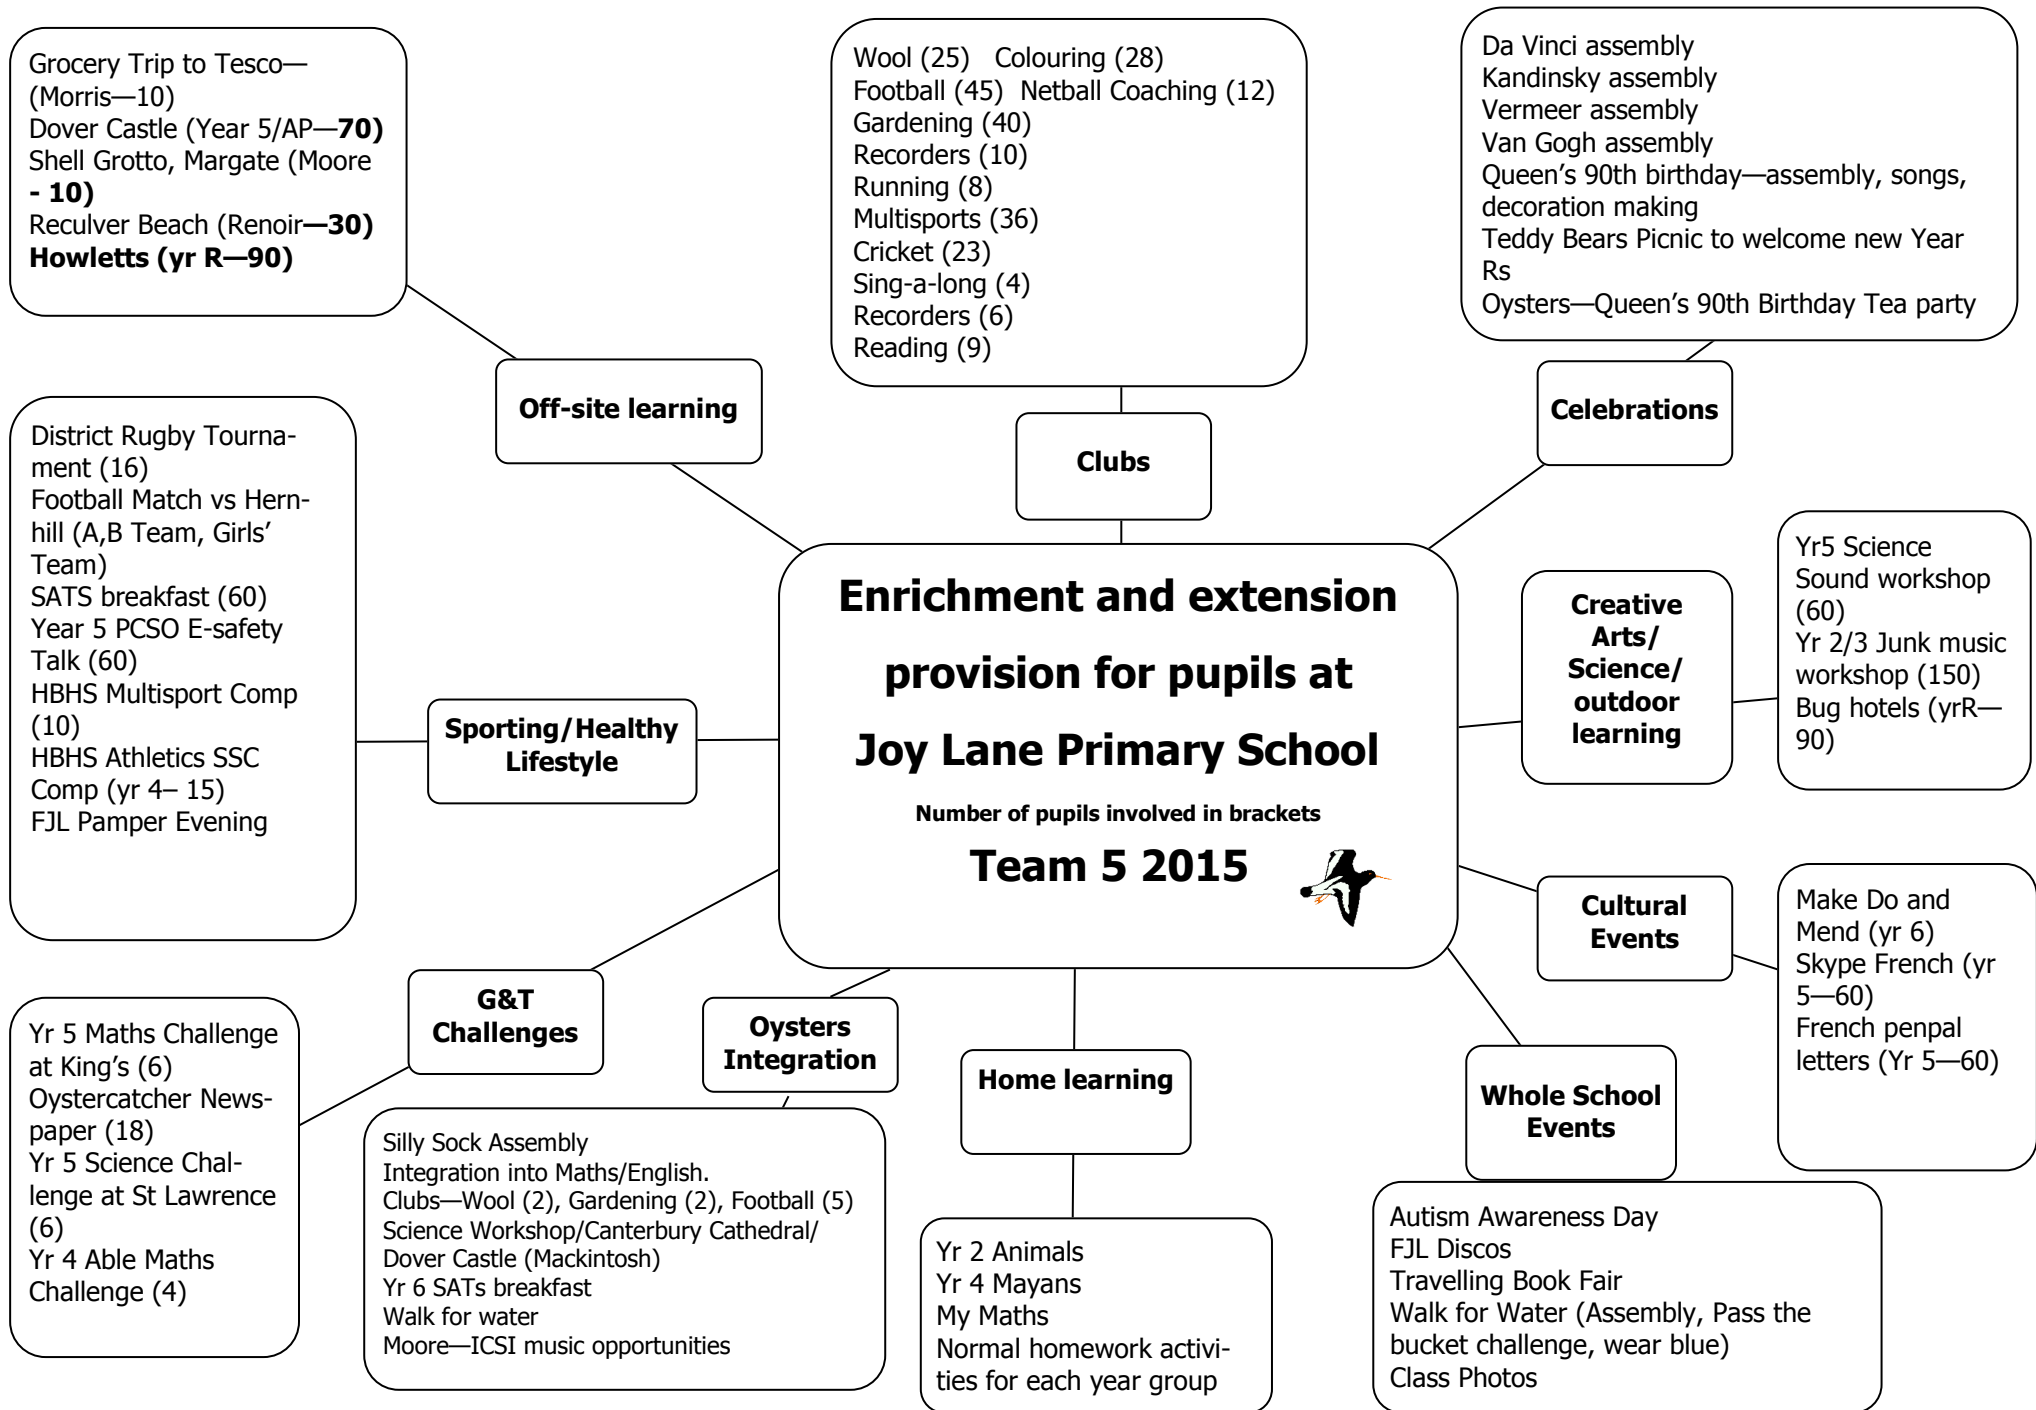 Grocery Trip to Tesco—
(Morris—10)
Dover Castle (Year 5/AP—70)
Shell Grotto, Margate (Moore
- 10)
Reculver Beach (Renoir—30)
Howletts (yr R—90)
Wool (25) Colouring (28)
Football (45) Netball Coaching (12)
Gardening (40)
Recorders (10)
Running (8)
Multisports (36)
Cricket (23)
Sing-a-long (4)
Recorders (6)
Reading (9)
Da Vinci assembly
Kandinsky assembly
Vermeer assembly
Van Gogh assembly
Queen’s 90th birthday—assembly, songs,
decoration making
Teddy Bears Picnic to welcome new Year
Rs
Oysters—Queen’s 90th Birthday Tea party
Off-site learning
Clubs
Celebrations
District Rugby Tourna-
ment (16)
Football Match vs Hern-
hill (A,B Team, Girls’
Team)
SATS breakfast (60)
Year 5 PCSO E-safety
Talk (60)
HBHS Multisport Comp
(10)
HBHS Athletics SSC
Comp (yr 4– 15)
FJL Pamper Evening
Sporting/Healthy
Lifestyle
Enrichment and extension
provision for pupils at
Joy Lane Primary School
Number of pupils involved in brackets
Team 5 2015
Creative
Arts/
Science/
outdoor
learning
Yr5 Science
Sound workshop
(60)
Yr 2/3 Junk music
workshop (150)
Bug hotels (yrR—
90)
Cultural
Events
Make Do and
Mend (yr 6)
Skype French (yr
5—60)
French penpal
letters (Yr 5—60)
G&T
Challenges
Yr 5 Maths Challenge
at King’s (6)
Oystercatcher News-
paper (18)
Yr 5 Science Chal-
lenge at St Lawrence
(6)
Yr 4 Able Maths
Challenge (4)
Oysters
Integration
Silly Sock Assembly
Integration into Maths/English.
Clubs—Wool (2), Gardening (2), Football (5)
Science Workshop/Canterbury Cathedral/
Dover Castle (Mackintosh)
Yr 6 SATs breakfast
Walk for water
Moore—ICSI music opportunities
Home learning
Yr 2 Animals
Yr 4 Mayans
My Maths
Normal homework activi-
ties for each year group
Whole School
Events
Autism Awareness Day
FJL Discos
Travelling Book Fair
Walk for Water (Assembly, Pass the
bucket challenge, wear blue)
Class Photos